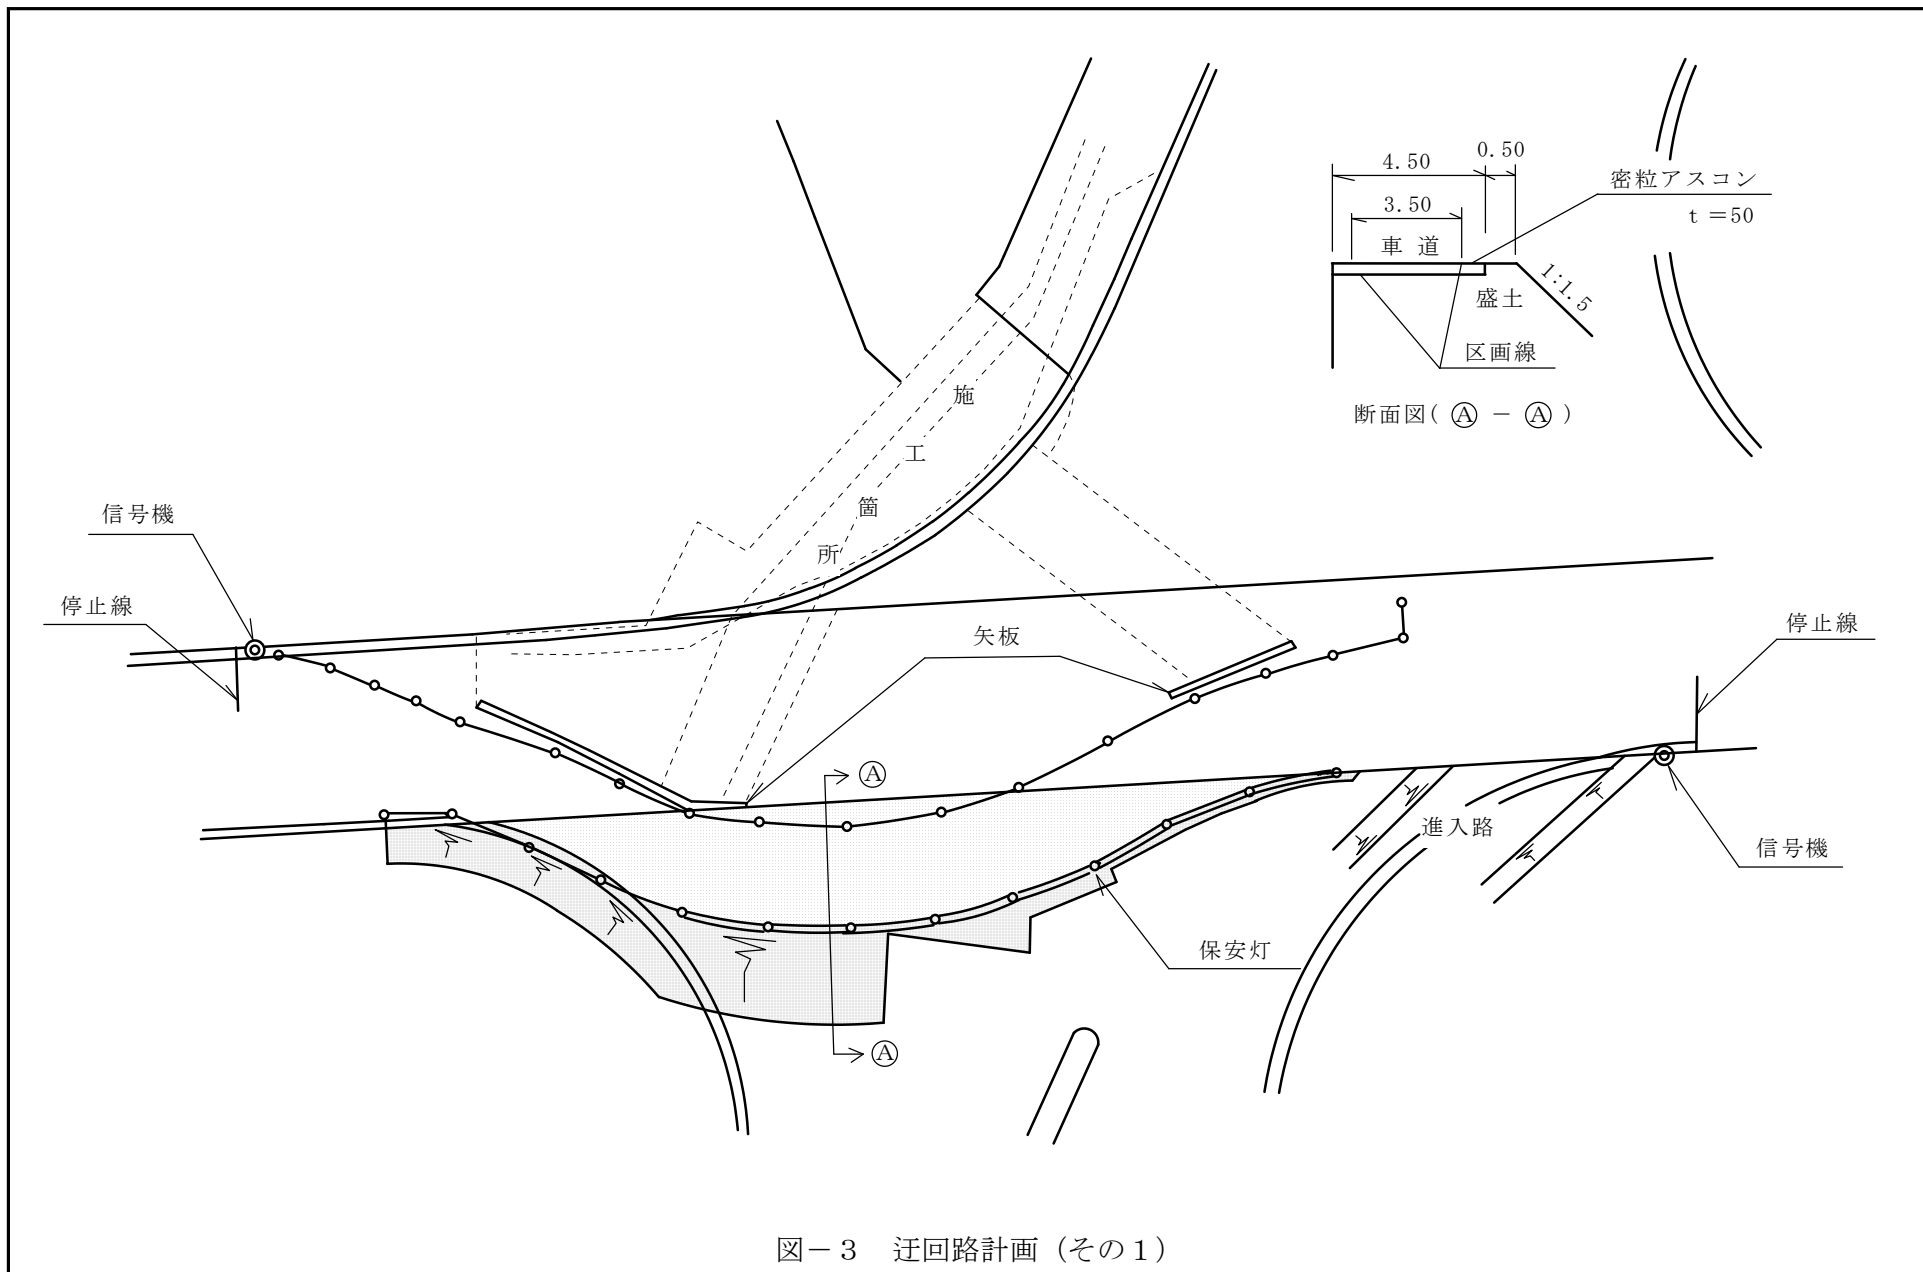 4.50
0.50
密粒アスコン
t=50
3.50
車道
1:1.5
盛土
区画線
断面図(Ⓐ－Ⓐ)
施
工
箇
所
信号機
停止線
矢板
停止線
Ⓐ
進入路
信号機
保安灯
Ⓐ
図－３　迂回路計画（その１）